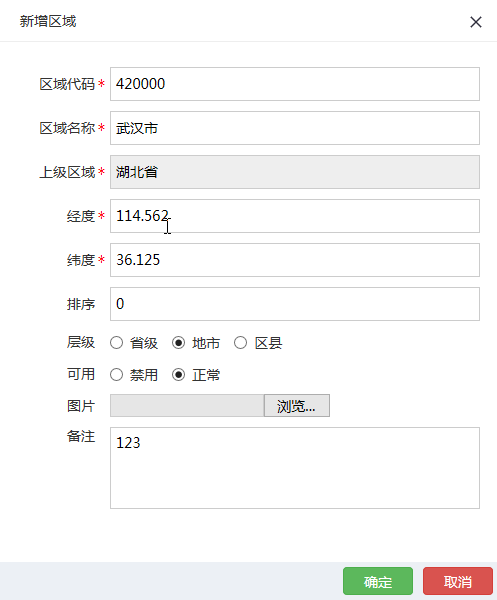 新增区域
区域代码* 420000
区域名称* 武汉市
上级区域* 湖北省
经度* 114.562
纬度* 36.125
排序 0
层级 省级 地市 区县
可用 禁用 正常
图片 浏览...
备注 123
确定 取消